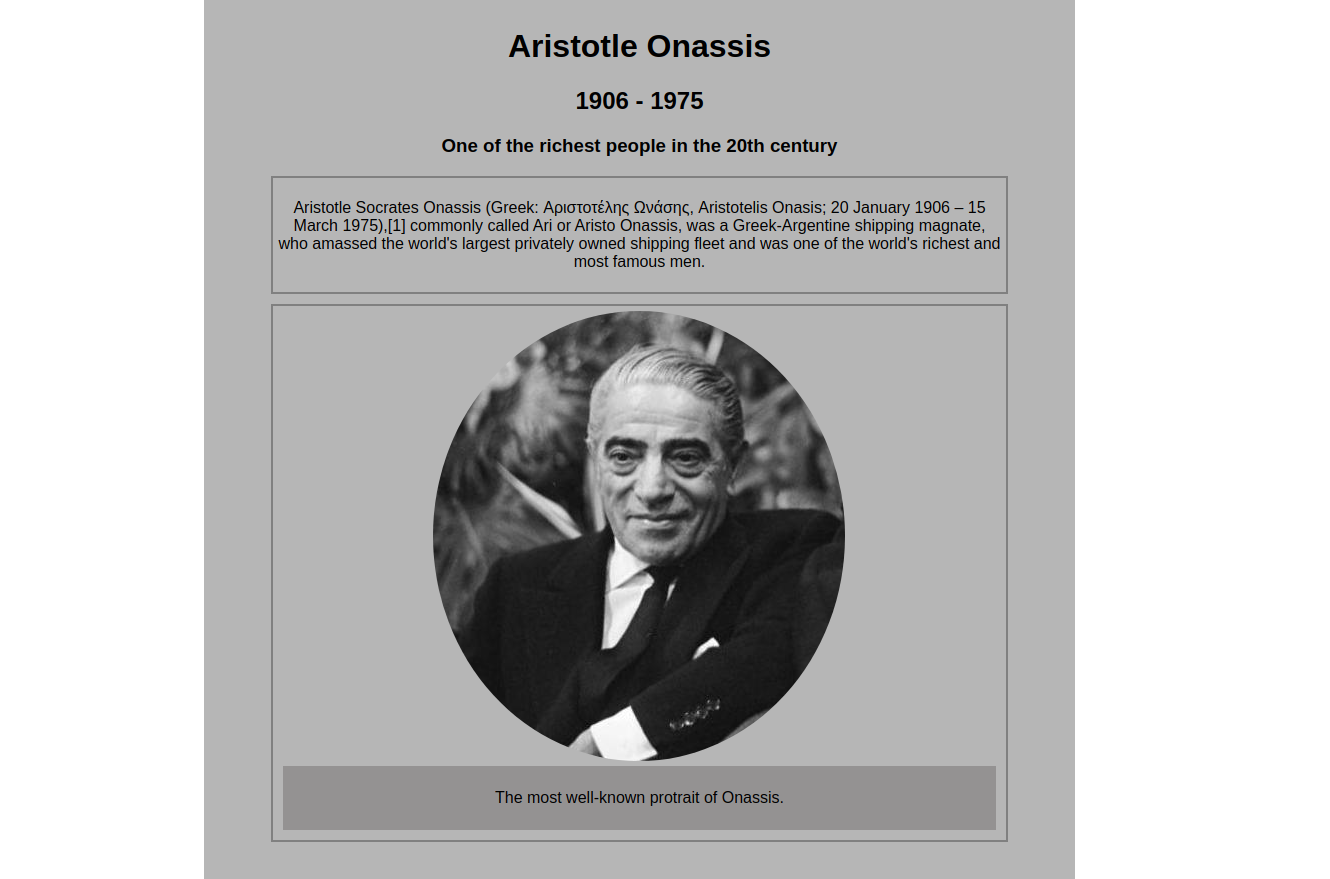 Aristotle Onassis
1906 - 1975
One of the richest people in the 20th century
Aristotle Socrates Onassis (Greek: Αριστοτέλης Ωνάσης, Aristotelis Onasis; 20 January 1906 – 15
March 1975),[1] commonly called Ari or Aristo Onassis, was a Greek-Argentine shipping magnate,
who amassed the world's largest privately owned shipping fleet and was one of the world's richest and
most famous men.
The most well-known protrait of Onassis.